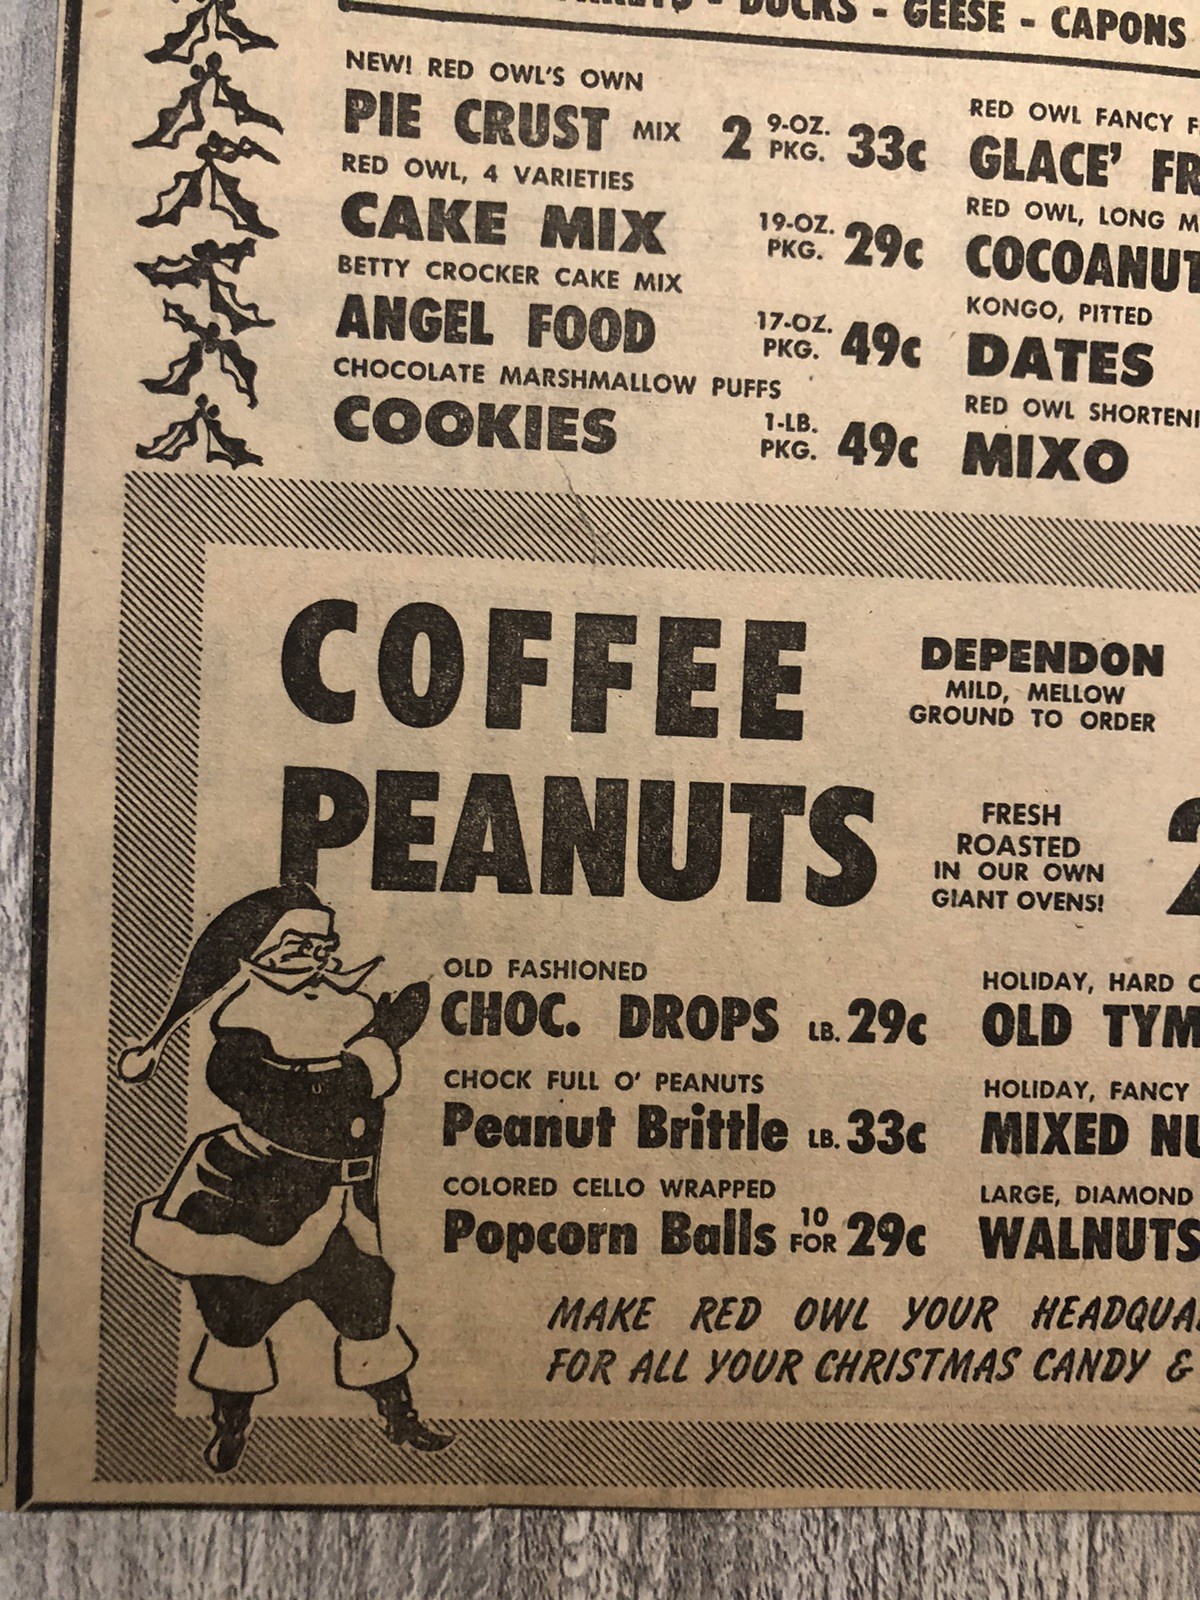 DUCKS - GEESE - CAPONS
NEW! RED OWL'S OWN
PIE CRUST MIX 2 9-OZ. PKG. 33c
RED OWL, 4 VARIETIES
CAKE MIX 19-OZ. PKG. 29c
BETTY CROCKER CAKE MIX
ANGEL FOOD 17-OZ. PKG. 49c
CHOCOLATE MARSHMALLOW PUFFS
COOKIES 1-LB. PKG. 49c
RED OWL FANCY F
GLACE' FR
RED OWL, LONG M
COCOANUT
KONGO, PITTED
DATES
RED OWL SHORTENI
MIXO
COFFEE
DEPENDON
MILD, MELLOW
GROUND TO ORDER
PEANUTS
FRESH
ROASTED
IN OUR OWN
GIANT OVENS!
OLD FASHIONED
CHOC. DROPS LB. 29c
CHOCK FULL O' PEANUTS
Peanut Brittle LB. 33c
COLORED CELLO WRAPPED
Popcorn Balls 10 FOR 29c
HOLIDAY, HARD C
OLD TYM
HOLIDAY, FANCY
MIXED NU
LARGE, DIAMOND
WALNUTS
MAKE RED OWL YOUR HEADQUA
FOR ALL YOUR CHRISTMAS CANDY &